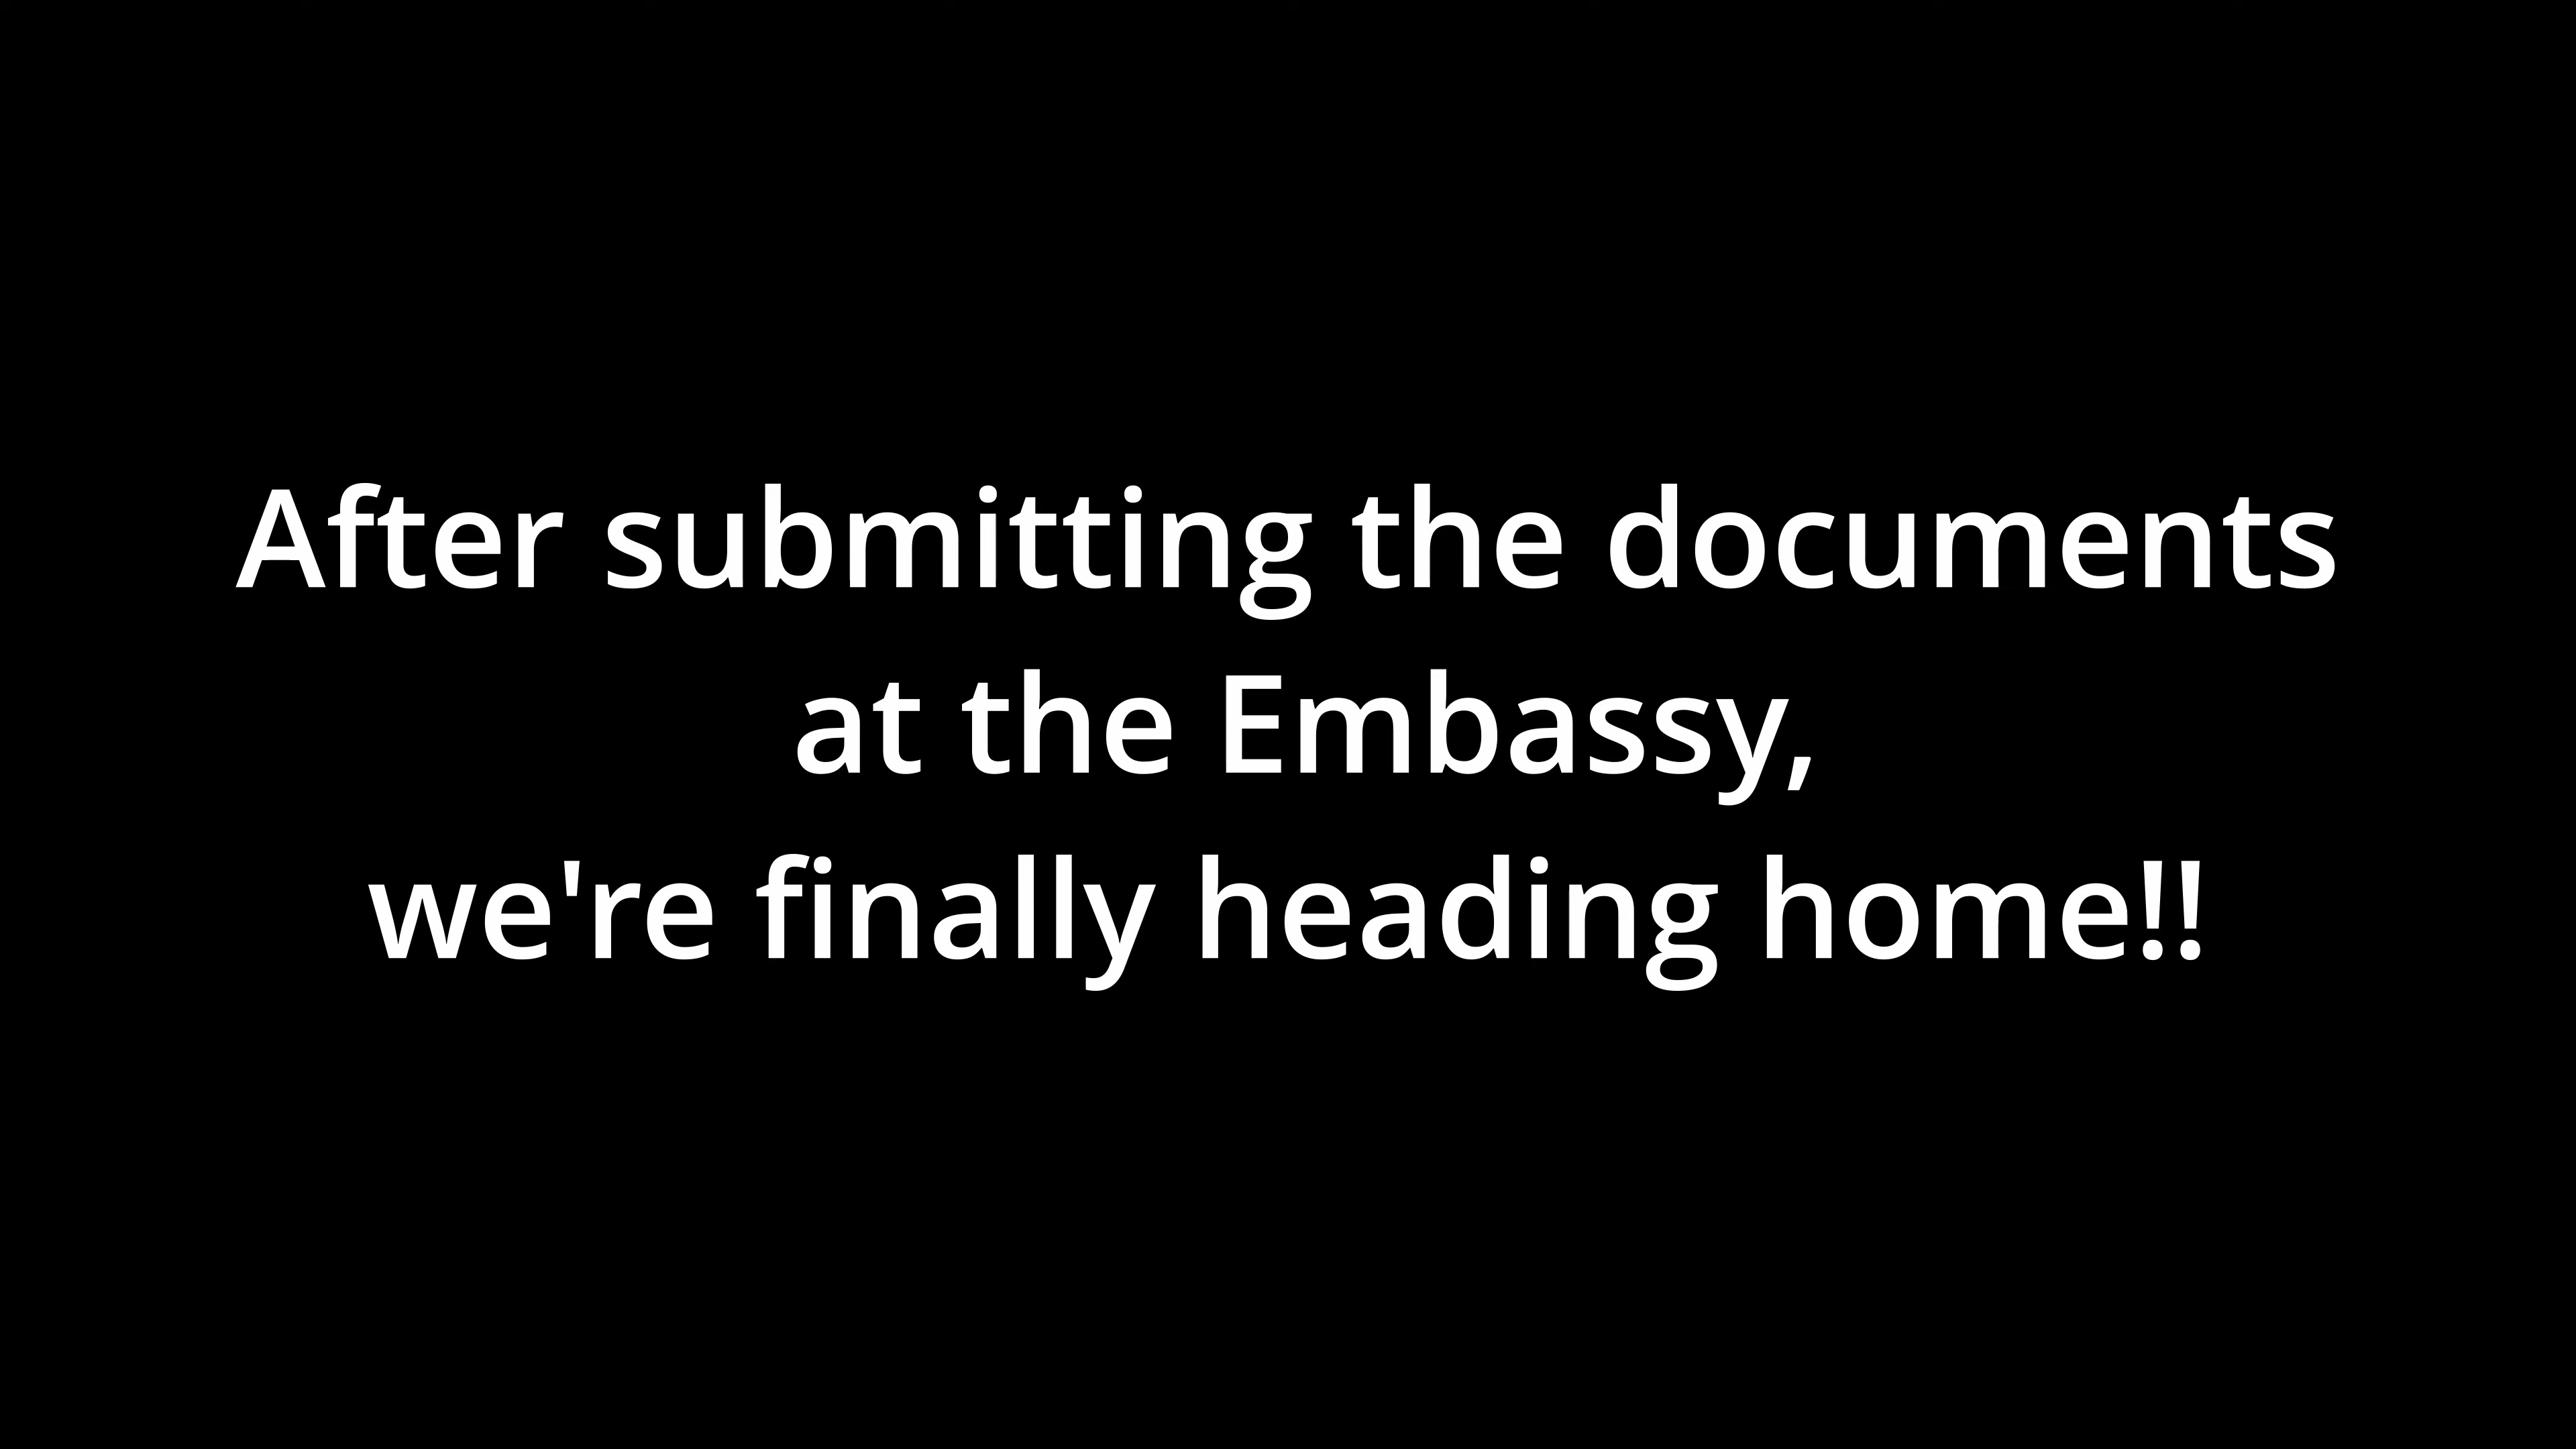 After submitting the documents
at the Embassy,
we're finally heading home!!